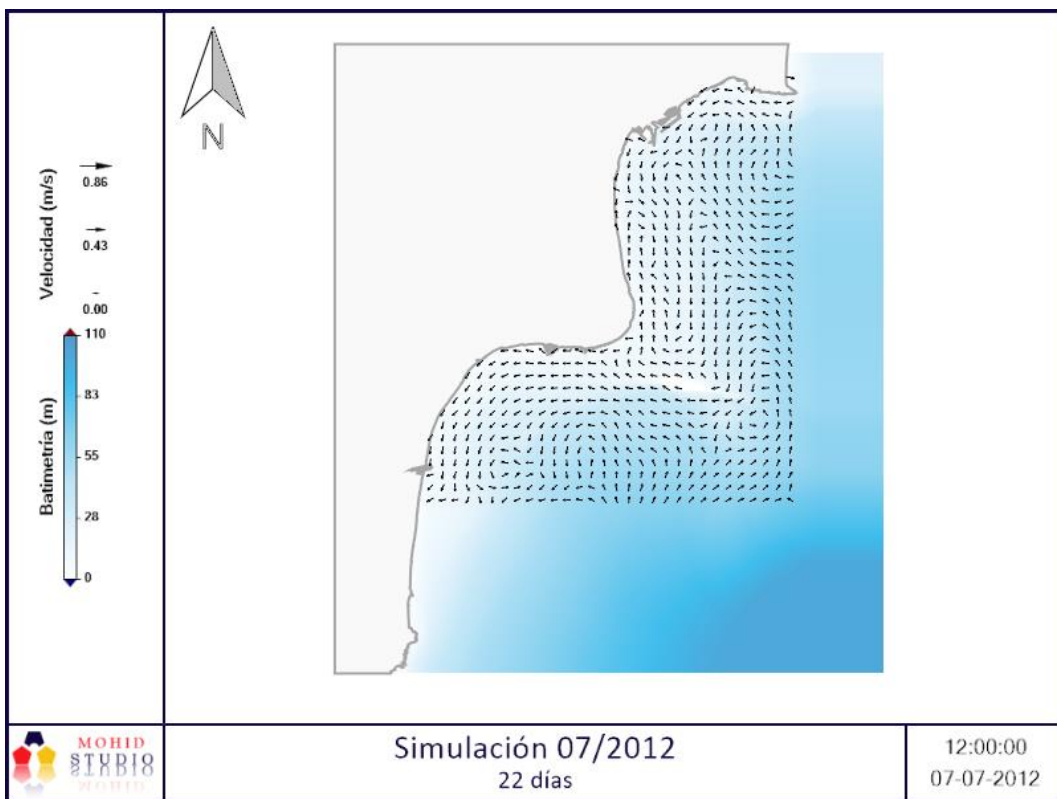 N
Velocidad (m/s)
0.86
0.43
0.00
Batimetría (m)
110
83
55
28
0
MOHID
STUDIO
Simulación 07/2012
22 días
12:00:00
07-07-2012